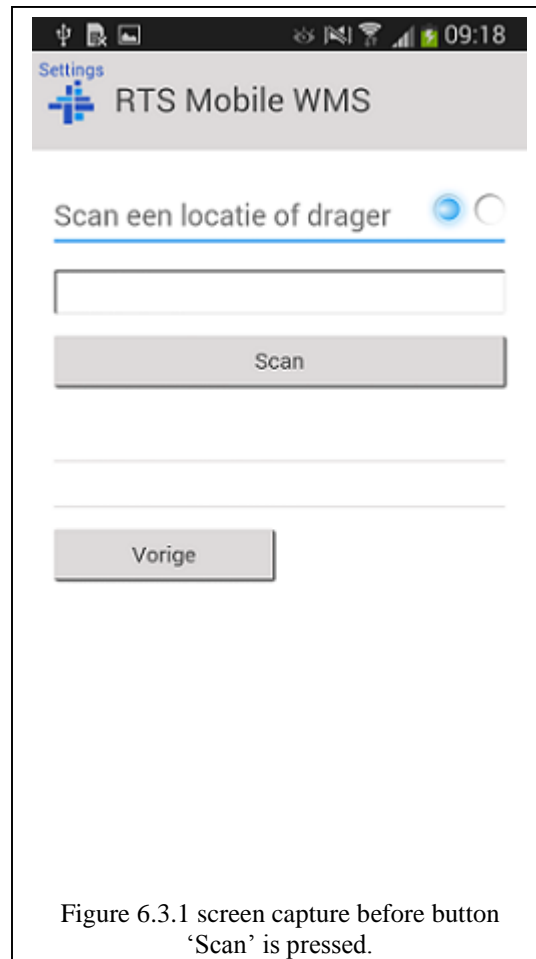 09:18
Settings
RTS Mobile WMS
Scan een locatie of drager
Scan
Vorige
Figure 6.3.1 screen capture before button
‘Scan’ is pressed.